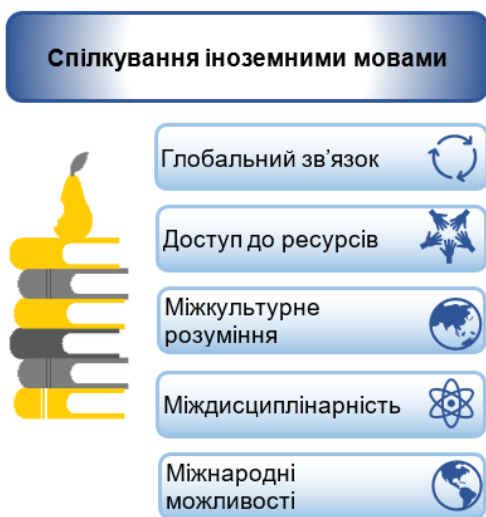 Спілкування іноземними мовами
Глобальний зв’язок
Доступ до ресурсів
Міжкультурне
розуміння
Міждисциплінарність
Міжнародні
можливості